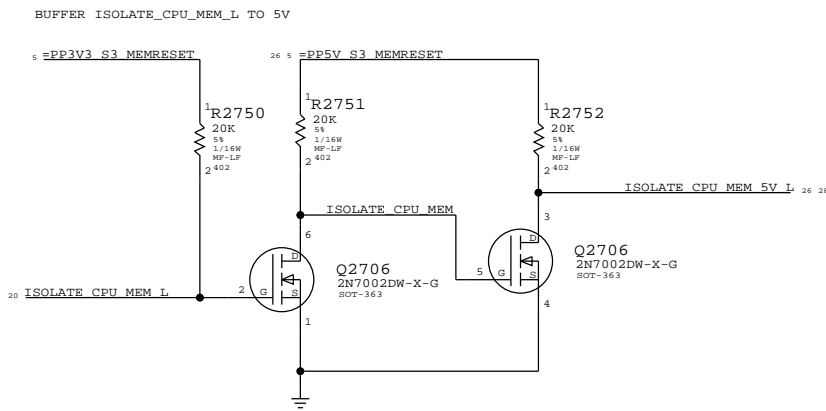 BUFFER ISOLATE_CPU_MEM_L TO 5V
5 =PP3V3_S3_MEMRESET
26 5 =PP5V_S3_MEMRESET
1
R2750
20K
5%
1/16W
MF-LF
402
2
1
R2751
20K
5%
1/16W
MF-LF
402
2
1
R2752
20K
5%
1/16W
MF-LF
402
2
ISOLATE_CPU_MEM_5V_L 26 28
ISOLATE_CPU_MEM
3
6
D
D
Q2706
2N7002DW-X-G
SOT-363
Q2706
2N7002DW-X-G
SOT-363
5
G
S
4
20 ISOLATE_CPU_MEM_L
2
G
S
1